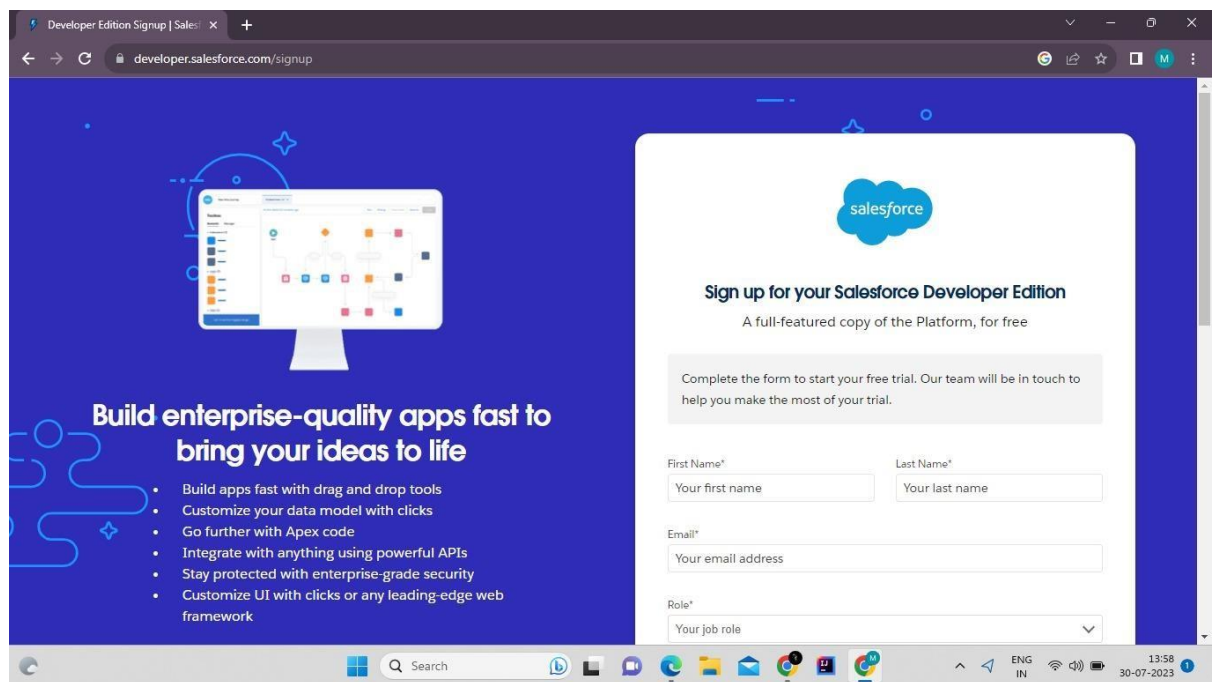 Developer Edition Signup | Sales
developer.salesforce.com/signup
M
salesforce
Sign up for your Salesforce Developer Edition
A full-featured copy of the Platform, for free
Complete the form to start your free trial. Our team will be in touch to
help you make the most of your trial.
Build enterprise-quality apps fast to
bring your ideas to life
• Build apps fast with drag and drop tools
• Customize your data model with clicks
• Go further with Apex code
• Integrate with anything using powerful APIs
• Stay protected with enterprise-grade security
• Customize UI with clicks or any leading-edge web
framework
First Name* Last Name*
Your first name Your last name
Email*
Your email address
Role*
Your job role
Search
ENG
IN
13:58
30-07-2023
1